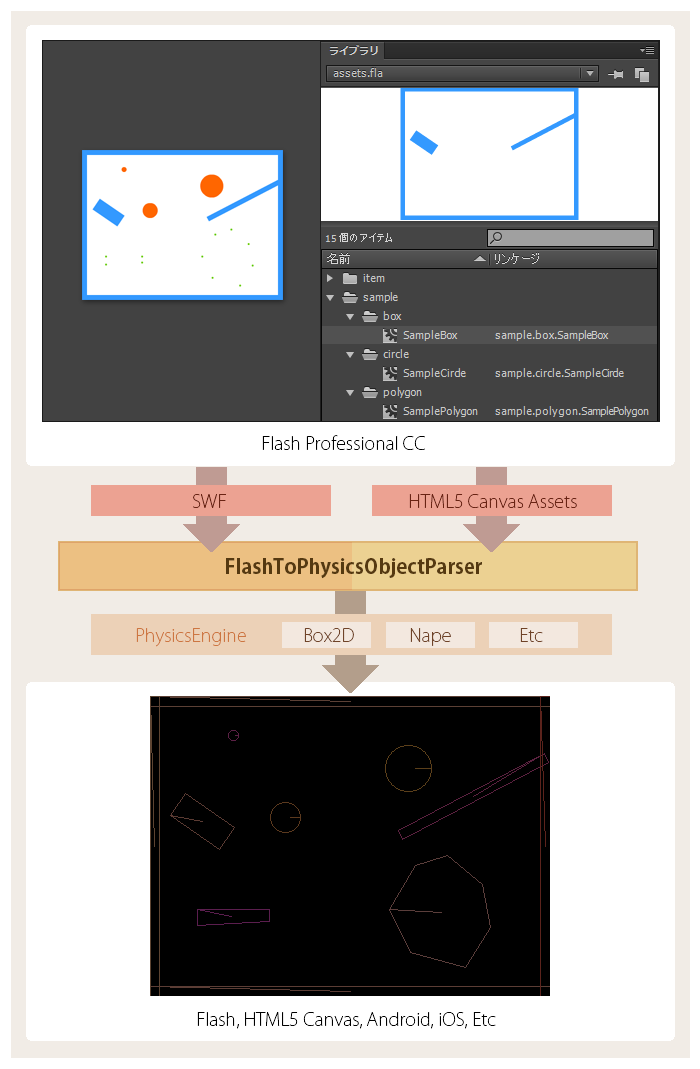 ライブラリ
assets.fla
15 個のアイテム
名前 リンケージ
item
sample
box
SampleBox sample.box.SampleBox
circle
SampleCirde sample.circle.SampleCirde
polygon
SamplePolygon sample.polygon.SamplePolygon
Flash Professional CC
SWF HTML5 Canvas Assets
FlashToPhysicsObjectParser
PhysicsEngine Box2D Nape Etc
Flash, HTML5 Canvas, Android, iOS, Etc